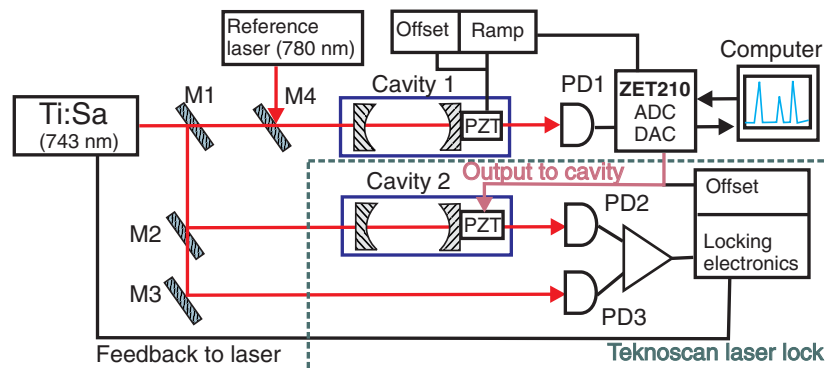 Reference
laser (780 nm)
Offset
Ramp
Computer
M1
M4
Cavity 1
PD1
ZET210
ADC
DAC
Ti:Sa
(743 nm)
PZT
Output to cavity
Cavity 2
Offset
PD2
M2
PZT
Locking
electronics
M3
PD3
Feedback to laser
Teknoscan laser lock